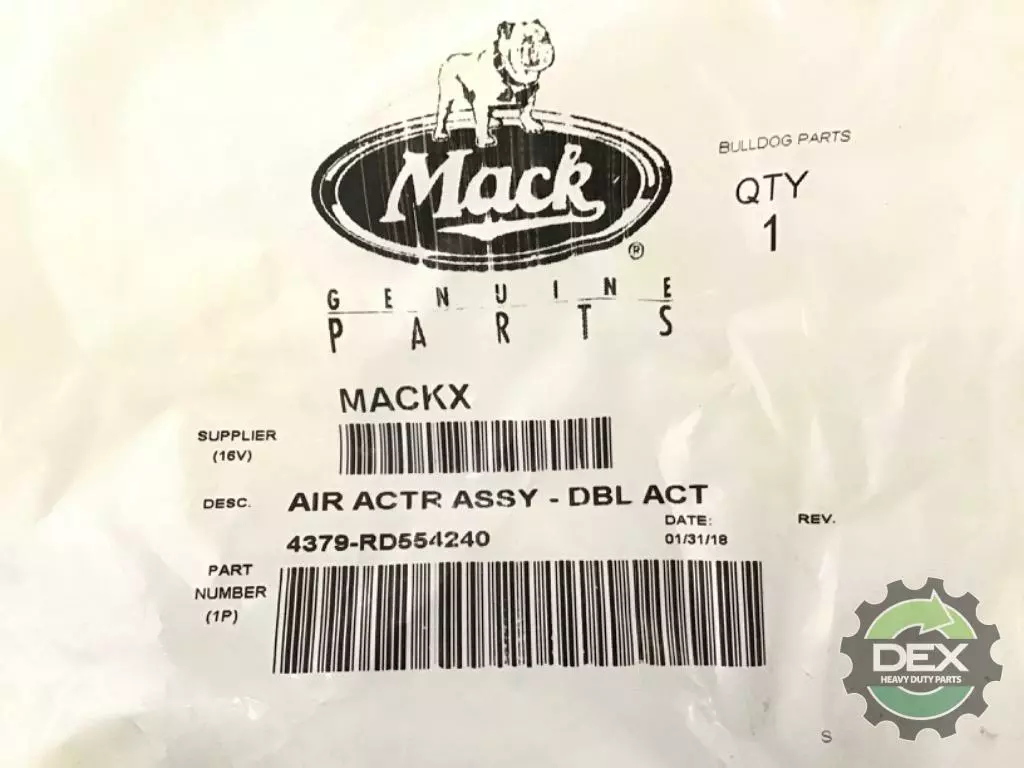 Mack
®
GENUINE
PARTS
BULLDOG PARTS
QTY
1
MACKX
SUPPLIER
(16V)
DESC. AIR ACTR ASSY - DBL ACT
4379-RD554240
DATE:
01/31/18
REV.
PART
NUMBER
(1P)
DEX
HEAVY DUTY PARTS
S